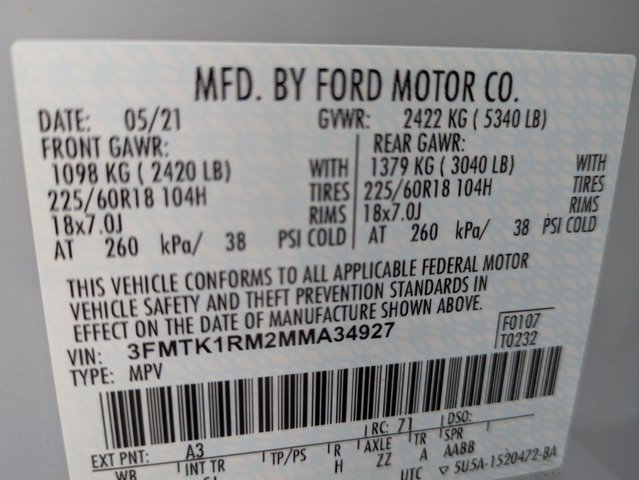 MFD. BY FORD MOTOR CO.
DATE: 05/21 GVWR: 2422 KG ( 5340 LB)
FRONT GAWR: REAR GAWR:
1098 KG ( 2420 LB) WITH 1379 KG ( 3040 LB) WITH
225/60R18 104H TIRES 225/60R18 104H TIRES
18x7.0J RIMS 18x7.0J RIMS
AT 260 kPa/ 38 PSI COLD AT 260 kPa/ 38 PSI COLD
THIS VEHICLE CONFORMS TO ALL APPLICABLE FEDERAL MOTOR
VEHICLE SAFETY AND THEFT PREVENTION STANDARDS IN
EFFECT ON THE DATE OF MANUFACTURE SHOWN ABOVE.
VIN: 3FMTK1RM2MMA34927 F0107
TYPE: MPV T0232
RC: 71 DSO:
EXT PNT: A3
WB INT TR TP/PS R AXLE TR SPR
H ZZ A AABB
UTC 5U5A-1520472-BA